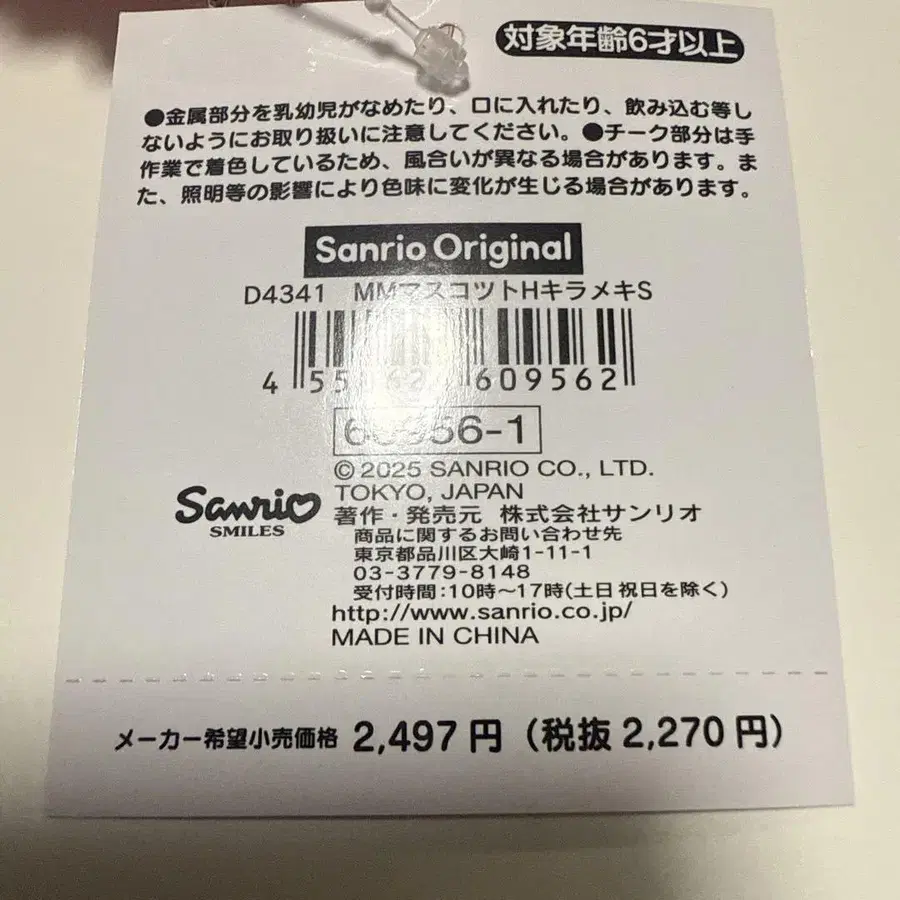 対象年齢6才以上
●金属部分を乳幼児がなめたり、口に入れたり、飲み込む等し
ないようにお取り扱いに注意してください。●チーク部分は手
作業で着色しているため、風合いが異なる場合があります。ま
た、照明等の影響により色味に変化が生じる場合があります。
Sanrio Original
D4341 MMマスコツトHキラメキS
4 609562
-1
© 2025 SANRIO CO., LTD.
TOKYO, JAPAN
Sanrio
SMILES
著作・発売元 株式会社サンリオ
商品に関するお問い合わせ先
東京都品川区大崎1-11-1
03-3779-8148
受付時間:10時〜17時(土日 祝日を除く)
http://www.sanrio.co.jp/
MADE IN CHINA
メーカー希望小売価格 2,497 円 (税抜 2,270 円)